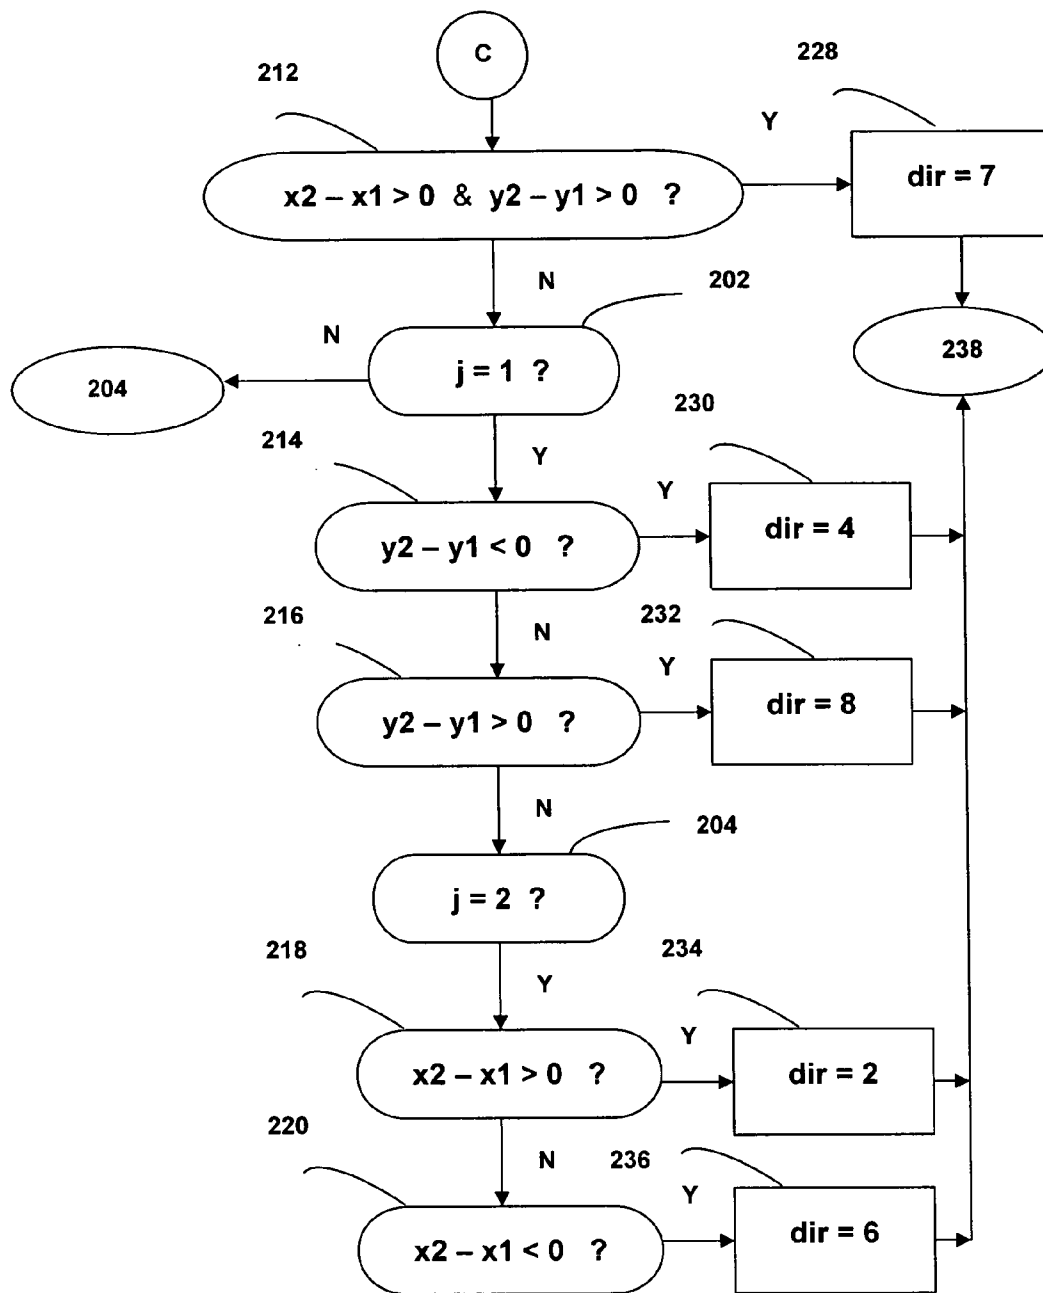 C
212
228
Y
x2 – x1 > 0 & y2 – y1 > 0 ?
dir = 7
N
202
N
j = 1 ?
238
204
230
214
Y
Y
y2 – y1 < 0 ?
dir = 4
216
N
232
Y
y2 – y1 > 0 ?
dir = 8
N
204
j = 2 ?
218
234
Y
Y
x2 – x1 > 0 ?
dir = 2
220
N
236
Y
x2 – x1 < 0 ?
dir = 6